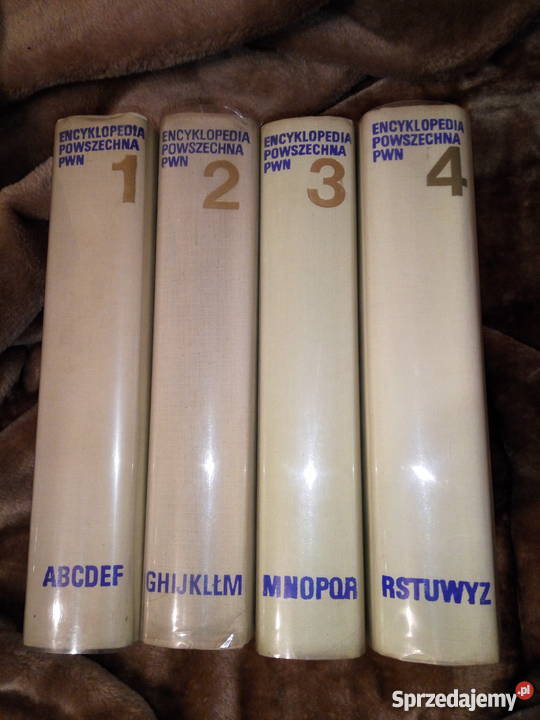 ENCYKLOPEDIA
POWSZECHNA
PWN
1
ABCDEF
ENCYKLOPEDIA
POWSZECHNA
PWN
2
GHIJKLŁM
ENCYKLOPEDIA
POWSZECHNA
PWN
3
MNOPQR
ENCYKLOPEDIA
POWSZECHNA
PWN
4
RSTUWYZ
Sprzedajemy.pl